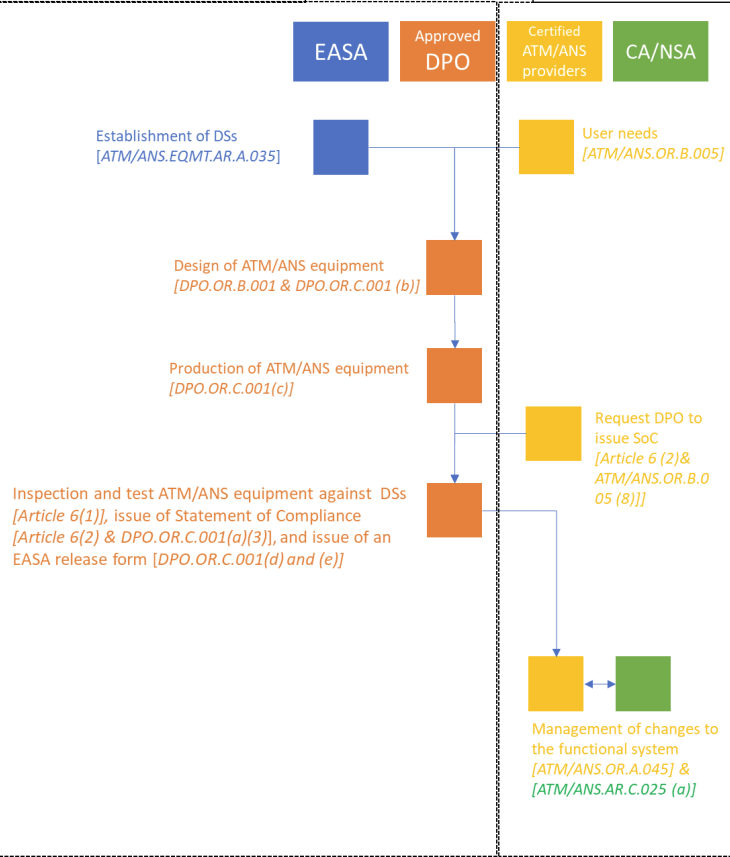 EASA
Approved
DPO
Certified
ATM/ANS
providers
CA/NSA
Establishment of DSs
[ATM/ANS.EQMT.AR.A.035]
User needs
[ATM/ANS.OR.B.005]
Design of ATM/ANS equipment
[DPO.OR.B.001 & DPO.OR.C.001 (b)]
Production of ATM/ANS equipment
[DPO.OR.C.001(c)]
Request DPO to
issue SoC
[Article 6 (2)&
ATM/ANS.OR.B.0
05 (8)]]
Inspection and test ATM/ANS equipment against DSs
[Article 6(1)], issue of Statement of Compliance
[Article 6(2) & DPO.OR.C.001(a)(3)], and issue of an
EASA release form [DPO.OR.C.001(d) and (e)]
Management of changes to
the functional system
[ATM/ANS.OR.A.045] &
[ATM/ANS.AR.C.025 (a)]